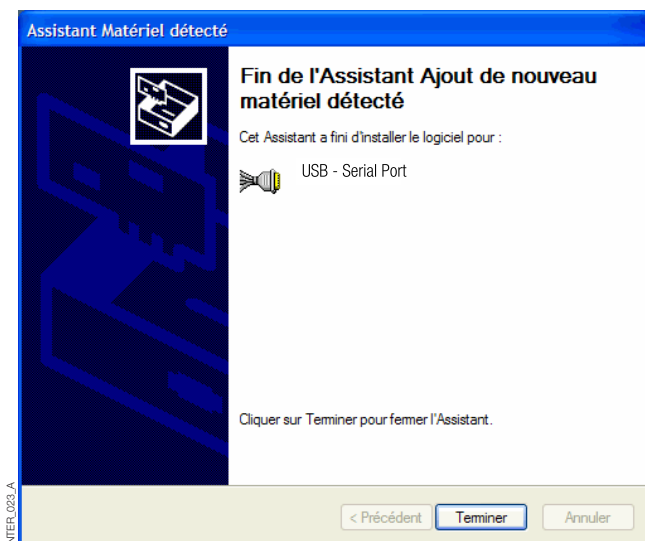 Assistant Matériel détecté
Fin de l'Assistant Ajout de nouveau
matériel détecté
Cet Assistant a fini d'installer le logiciel pour :
USB - Serial Port
Cliquer sur Terminer pour fermer l'Assistant.
< Précédent
Terminer
Annuler